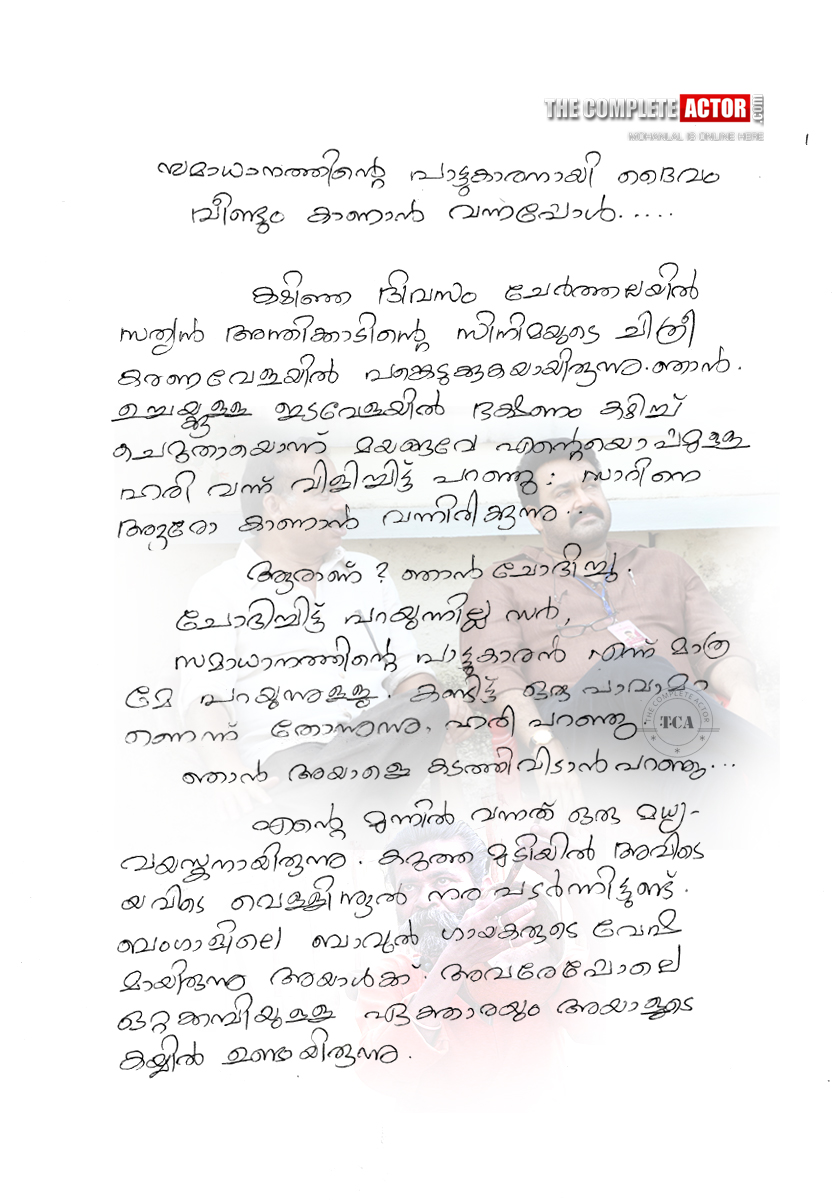 THE COMPLETE ACTOR .COM
MOHANLAL IS ONLINE HERE
1
സമാധാനത്തിന്റെ പാട്ടുകാരനായി ദൈവം
വീണ്ടും കാണാൻ വന്നപ്പോൾ.....
കഴിഞ്ഞ ദിവസം ചേർത്തലയിൽ
സത്യൻ അന്തിക്കാടിന്റെ സിനിമയുടെ ചിത്രീ
കരണവേളയിൽ പങ്കെടുക്കുകയായിരുന്നു ഞാൻ.
ഉച്ചയ്ക്കുള്ള ഇടവേളയിൽ ഭക്ഷണം കഴിച്ച്
ചെറുതായൊന്ന് മയങ്ങവേ എന്റെയൊപ്പമുള്ള
ഹരി വന്ന് വിളിച്ചിട്ട് പറഞ്ഞു: സാറിനെ
ആരോ കാണാൻ വന്നിരിക്കുന്നു..
ആരാണ്? ഞാൻ ചോദിച്ചു.
ചോദിച്ചിട്ട് പറയുന്നില്ല സർ,
സമാധാനത്തിന്റെ പാട്ടുകാരൻ എന്ന് മാത്ര
മേ പറയുന്നുള്ളൂ. കണ്ടിട്ട് ഒരു പാവമാ
ണെന്ന് തോന്നുന്നു, ഹരി പറഞ്ഞു
THE COMPLETE ACTOR
TCA
ഞാൻ അയാളെ കടത്തിവിടാൻ പറഞ്ഞു...
എന്റെ മുന്നിൽ വന്നത് ഒരു മധ്യ-
വയസ്കനായിരുന്നു. കറുത്ത മുടിയിൽ അവിടെ
യവിടെ വെള്ളിനൂൽ നര പടർന്നിട്ടുണ്ട്.
ബംഗാളിലെ ബാവുൽ ഗായകരുടെ വേഷ
മായിരുന്നു അയാൾക്ക്. അവരേപ്പോലെ
ഒറ്റക്കമ്പിയുള്ള ഏക്താരയും അയാളുടെ
കയ്യിൽ ഉണ്ടായിരുന്നു.